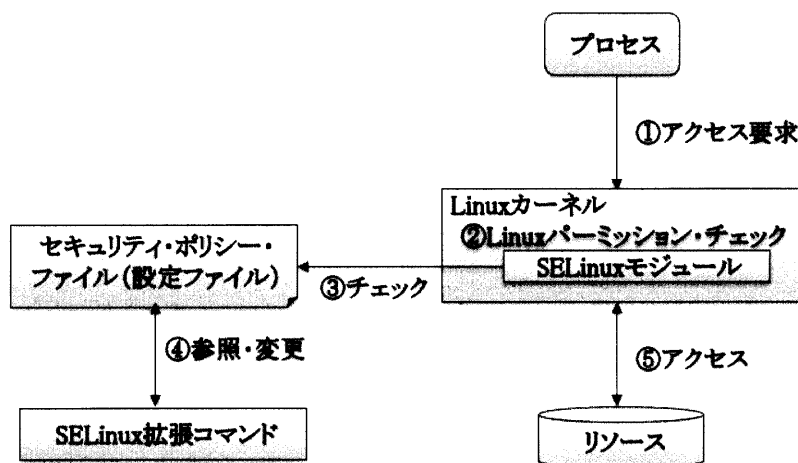 プロセス
①アクセス要求
Linuxカーネル
②Linuxパーミッション・チェック
SELinuxモジュール
セキュリティ・ポリシー・
ファイル(設定ファイル)
③チェック
④参照・変更
⑤アクセス
SELinux拡張コマンド
リソース